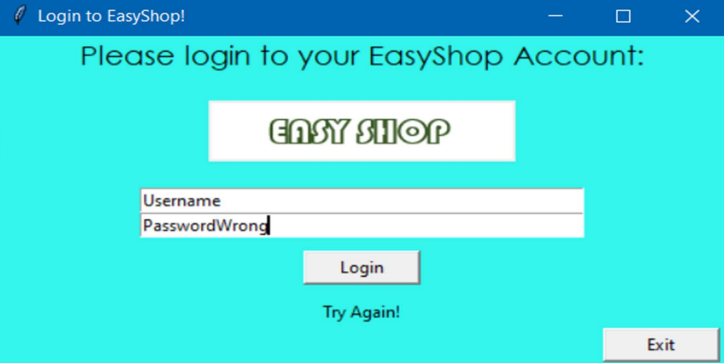 Login to EasyShop!
Please login to your EasyShop Account:
EASY SHOP
Username
PasswordWrong
Login
Try Again!
Exit